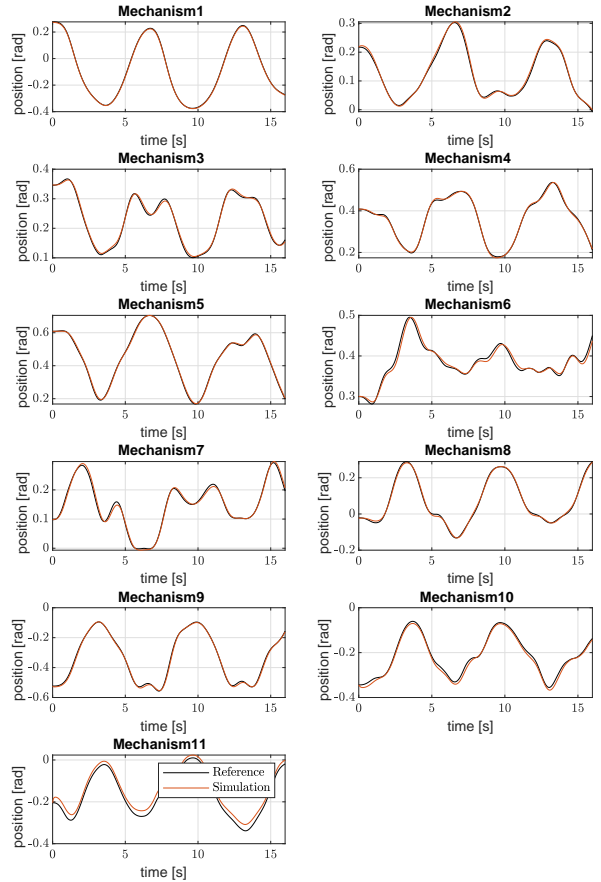 Mechanism1
position [rad]
0.2
0
-0.2
-0.4
0
5
10
15
time [s]
Mechanism2
position [rad]
0.3
0.2
0.1
0
0
5
10
15
time [s]
Mechanism3
position [rad]
0.4
0.3
0.2
0.1
0
5
10
15
time [s]
Mechanism4
position [rad]
0.6
0.4
0.2
0
5
10
15
time [s]
Mechanism5
position [rad]
0.6
0.4
0.2
0
5
10
15
time [s]
Mechanism6
position [rad]
0.5
0.4
0.3
0
5
10
15
time [s]
Mechanism7
position [rad]
0.2
0.1
0
0
5
10
15
time [s]
Mechanism8
position [rad]
0.2
0
-0.2
0
5
10
15
time [s]
Mechanism9
position [rad]
0
-0.2
-0.4
-0.6
0
5
10
15
time [s]
Mechanism10
position [rad]
0
-0.2
-0.4
0
5
10
15
time [s]
Mechanism11
position [rad]
0
-0.2
-0.4
0
5
10
15
time [s]
Reference
Simulation